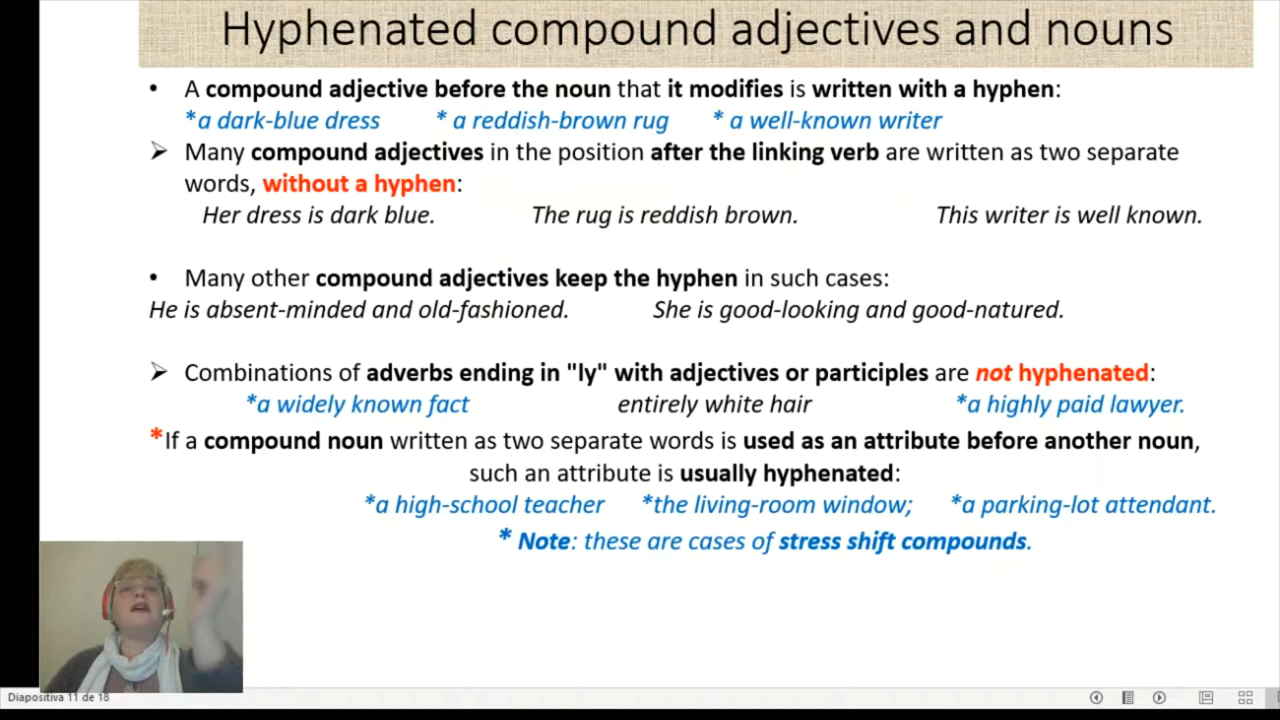 Hyphenated compound adjectives and nouns
• A compound adjective before the noun that it modifies is written with a hyphen:
*a dark-blue dress * a reddish-brown rug * a well-known writer
➢ Many compound adjectives in the position after the linking verb are written as two separate
words, without a hyphen:
Her dress is dark blue. The rug is reddish brown. This writer is well known.
• Many other compound adjectives keep the hyphen in such cases:
He is absent-minded and old-fashioned. She is good-looking and good-natured.
➢ Combinations of adverbs ending in "ly" with adjectives or participles are not hyphenated:
*a widely known fact entirely white hair *a highly paid lawyer.
*If a compound noun written as two separate words is used as an attribute before another noun,
such an attribute is usually hyphenated:
*a high-school teacher *the living-room window; *a parking-lot attendant.
* Note: these are cases of stress shift compounds.
Diapositiva 11 de 18